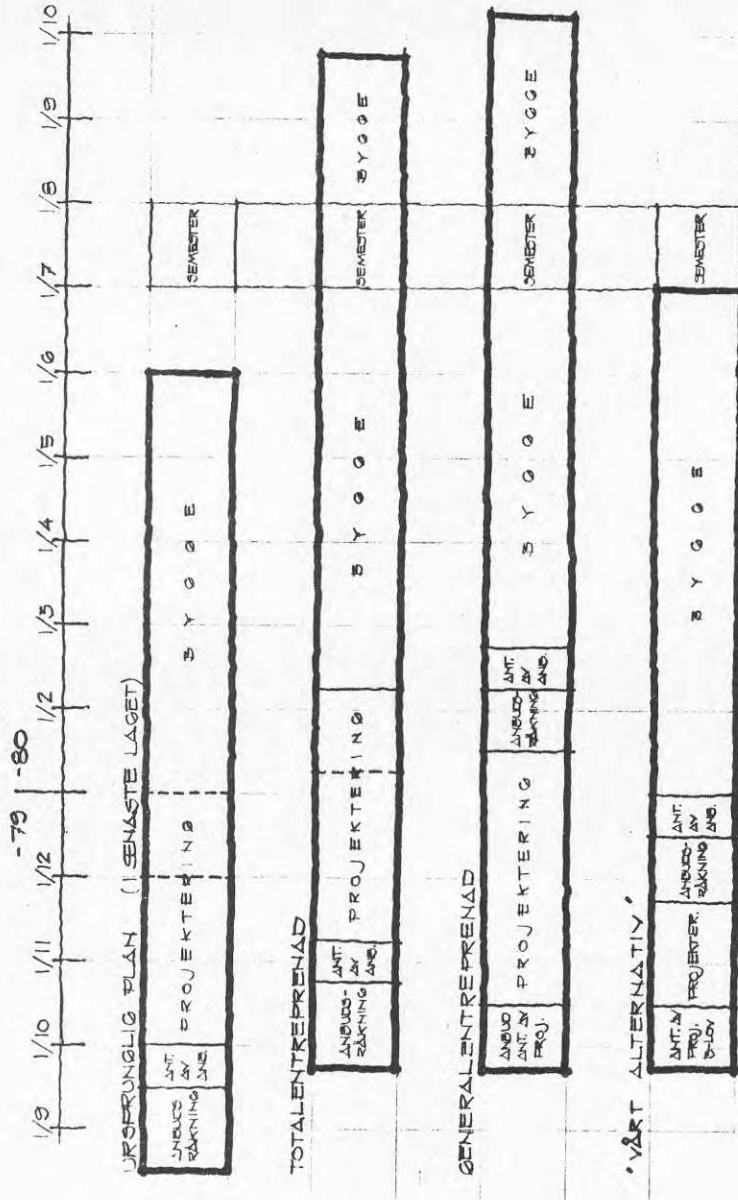 -79 | -80
1/9 1/10 1/11 1/12 1/2 1/3 1/4 1/5 1/6 1/7 1/8 1/9 1/10
URSPRUNGLIG PLAN (I SENASTE LAGET)
ANBUDS
RÄKNING
ANT.
AV
ANB.
PROJEKTERING
BYGGE
SEMESTER
TOTALENTREPRENAD
ANBUDS-
RÄKNING
ANT.
AV
ANB.
PROJEKTERING
BYGGE
SEMESTER
BYGGE
GENERALENTREPRENAD
ANBUD
ANT. AV
PROJ.
PROJEKTERING
ANBUDS-
RÄKNING
ANT.
AV
ANB.
BYGGE
SEMESTER
BYGGE
"VÅRT ALTERNATIV"
ANT. AV
PROJ.
B-LOV
PROJEKTER.
ANBUDS-
RÄKNING
ANT.
AV
ANB.
BYGGE
SEMESTER